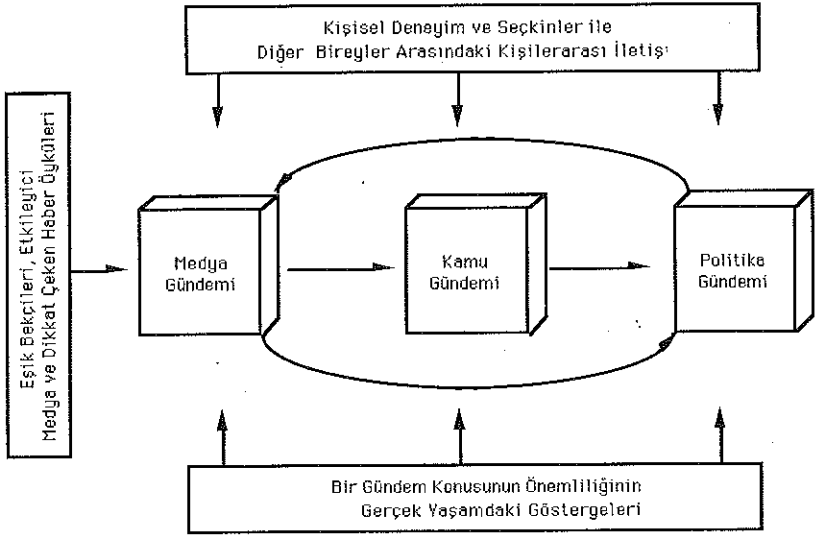 Kişisel Deneyim ve Seçkinler ile
Diğer Bireyler Arasındaki Kişilerarası İletişi
Eşik Bekçileri, Etkileyici
Medya ve Dikkat Çeken Haber Öyküleri
Medya
Gündemi
Kamu
Gündemi
Politika
Gündemi
Bir Gündem Konusunun Önemliliğinin
Gerçek Yaşamdaki Göstergeleri